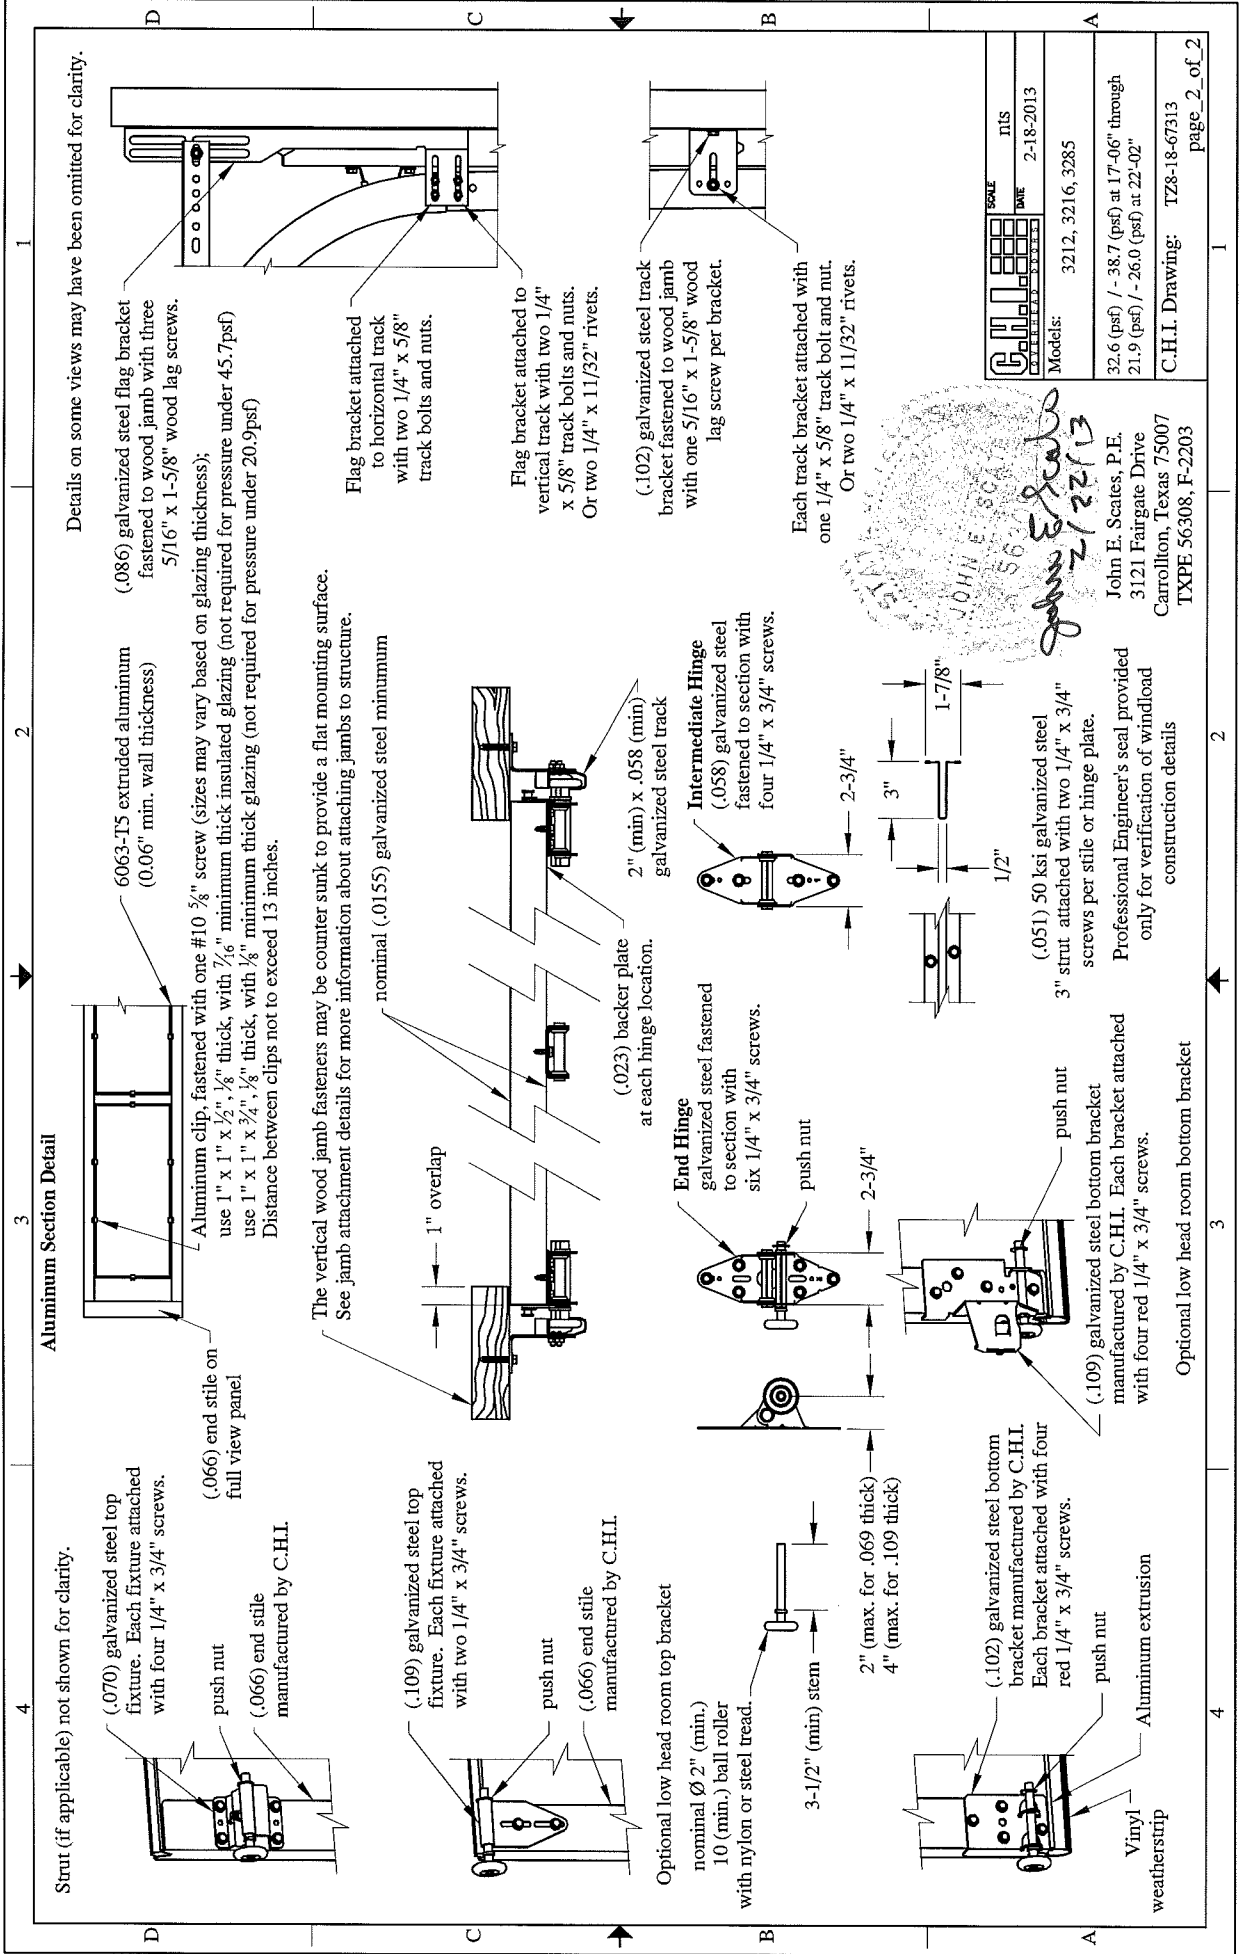 4
3
2
1
D
C
B
A
D
C
B
A
4
3
2
1
Strut (if applicable) not shown for clarity.
(.070) galvanized steel top
fixture. Each fixture attached
with four 1/4" x 3/4" screws.
push nut
(.066) end stile
manufactured by C.H.I.
(.109) galvanized steel top
fixture. Each fixture attached
with two 1/4" x 3/4" screws.
push nut
(.066) end stile
manufactured by C.H.I.
Optional low head room top bracket
nominal Ø 2" (min.)
10 (min.) ball roller
with nylon or steel tread.
3-1/2" (min) stem
2" (max. for .069 thick)
4" (max. for .109 thick)
(.102) galvanized steel bottom
bracket manufactured by C.H.I.
Each bracket attached with four
red 1/4" x 3/4" screws.
push nut
Aluminum extrusion
Vinyl
weatherstrip
Aluminum Section Detail
(.066) end stile on
full view panel
6063-T5 extruded aluminum
(0.06" min. wall thickness)
Aluminum clip, fastened with one #10 5/8" screw (sizes may vary based on glazing thickness);
use 1" x 1" x 1/2", 1/8" thick, with 7/16" minimum thick insulated glazing (not required for pressure under 45.7psf)
use 1" x 1" x 3/4", 1/8" thick, with 1/8" minimum thick glazing (not required for pressure under 20.9psf)
Distance between clips not to exceed 13 inches.
The vertical wood jamb fasteners may be counter sunk to provide a flat mounting surface.
See jamb attachment details for more information about attaching jambs to structure.
nominal (.0155) galvanized steel minumum
1" overlap
(.023) backer plate
at each hinge location.
2" (min) x .058 (min)
galvanized steel track
End Hinge
galvanized steel fastened
to section with
six 1/4" x 3/4" screws.
push nut
2-3/4"
Intermediate Hinge
(.058) galvanized steel
fastened to section with
four 1/4" x 3/4" screws.
2-3/4"
push nut
(.109) galvanized steel bottom bracket
manufactured by C.H.I. Each bracket attached
with four red 1/4" x 3/4" screws.
Optional low head room bottom bracket
1/2"
3"
1-7/8"
(.051) 50 ksi galvanized steel
3" strut attached with two 1/4" x 3/4"
screws per stile or hinge plate.
Professional Engineer's seal provided
only for verification of windload
construction details
Details on some views may have been omitted for clarity.
(.086) galvanized steel flag bracket
fastened to wood jamb with three
5/16" x 1-5/8" wood lag screws.
Flag bracket attached
to horizontal track
with two 1/4" x 5/8"
track bolts and nuts.
Flag bracket attached to
vertical track with two 1/4"
x 5/8" track bolts and nuts.
Or two 1/4" x 11/32" rivets.
(.102) galvanized steel track
bracket fastened to wood jamb
with one 5/16" x 1-5/8" wood
lag screw per bracket.
Each track bracket attached with
one 1/4" x 5/8" track bolt and nut.
Or two 1/4" x 11/32" rivets.
JOHN E SC
56
John E Scates
2/22/13
John E. Scates, P.E.
3121 Fairgate Drive
Carrollton, Texas 75007
TXPE 56308, F-2203
C.H.I.
OVERHEAD DOORS
SCALE nts
DATE 2-18-2013
Models: 3212, 3216, 3285
32.6 (psf) / - 38.7 (psf) at 17'-06" through
21.9 (psf) / - 26.0 (psf) at 22'-02"
C.H.I. Drawing: TZ8-18-67313
page_2_of_2